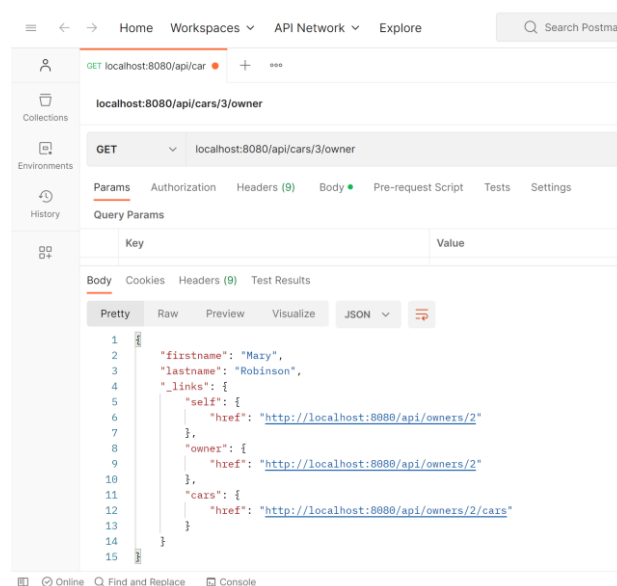 Home Workspaces API Network Explore Search Postma
GET localhost:8080/api/car
localhost:8080/api/cars/3/owner
Collections
Environments
History
GET localhost:8080/api/cars/3/owner
Params Authorization Headers (9) Body Pre-request Script Tests Settings
Query Params
Key Value
Body Cookies Headers (9) Test Results
Pretty Raw Preview Visualize JSON
1 {
2 "firstname": "Mary",
3 "lastname": "Robinson",
4 "_links": {
5 "self": {
6 "href": "http://localhost:8080/api/owners/2"
7 },
8 "owner": {
9 "href": "http://localhost:8080/api/owners/2"
10 },
11 "cars": {
12 "href": "http://localhost:8080/api/owners/2/cars"
13 }
14 }
15 }
Online Find and Replace Console